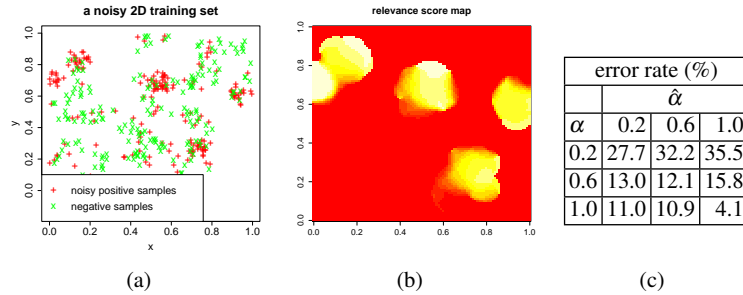 a noisy 2D training set
y
1.0
0.8
0.6
0.4
0.2
0.0
+ noisy positive samples
× negative samples
0.0 0.2 0.4 0.6 0.8 1.0
x
(a)
relevance score map
1.0
0.8
0.6
0.4
0.2
0.0
0.0 0.2 0.4 0.6 0.8 1.0
(b)
error rate (%)
α̂
α 0.2 0.6 1.0
0.2 27.7 32.2 35.5
0.6 13.0 12.1 15.8
1.0 11.0 10.9 4.1
(c)